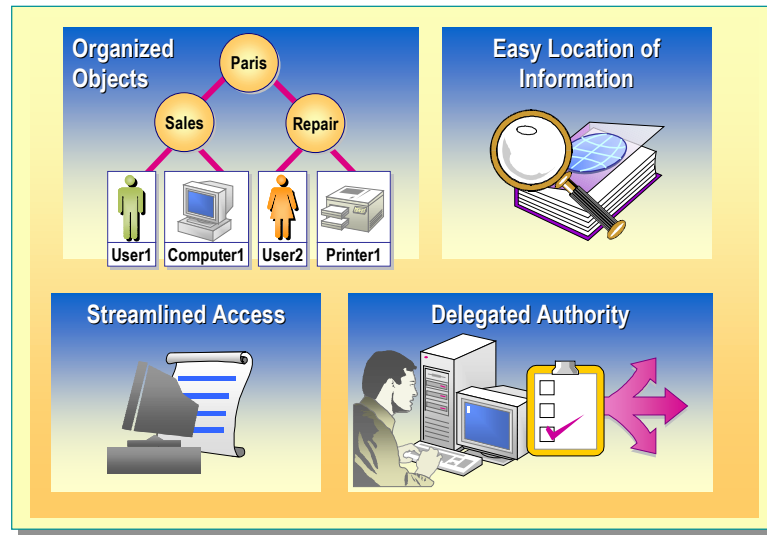 Organized
Objects
Paris
Sales
Repair
User1
Computer1
User2
Printer1
Easy Location of
Information
Streamlined Access
Delegated Authority